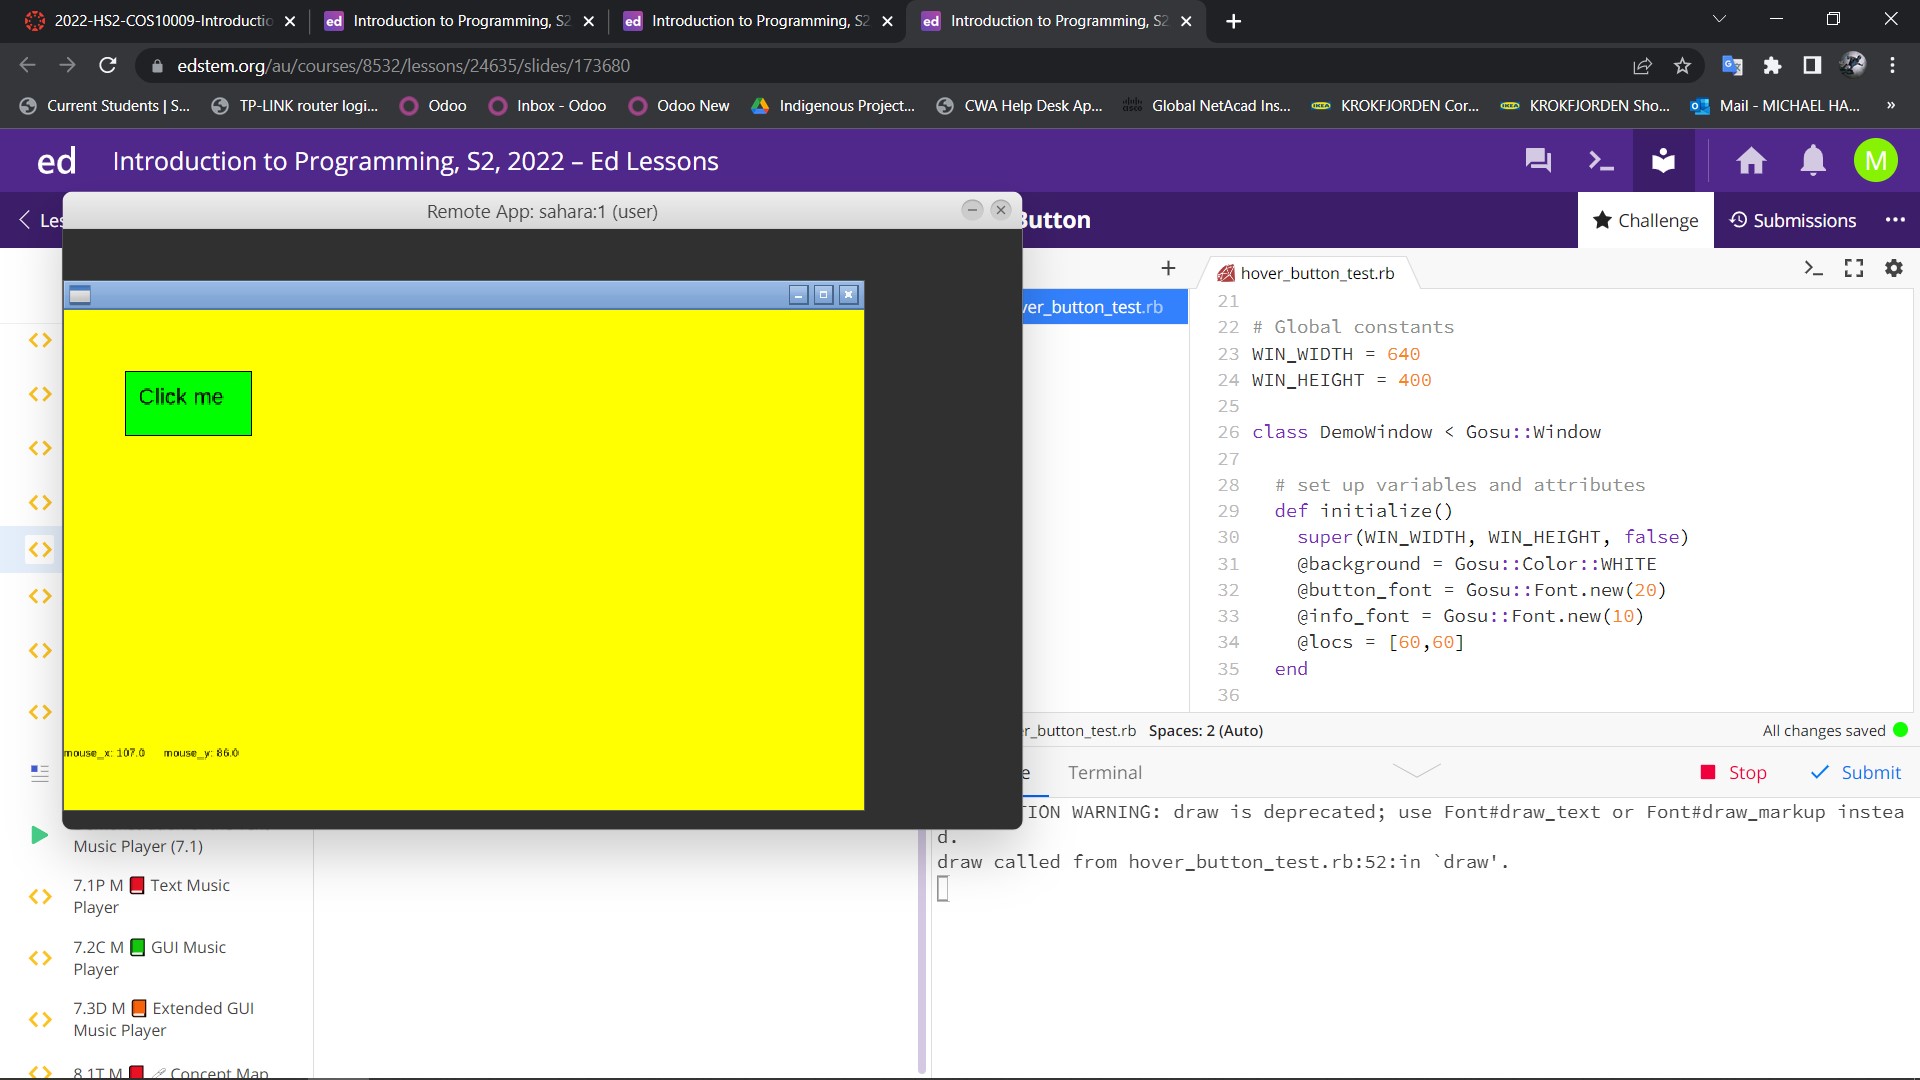 2022-HS2-COS10009-Introductio
Introduction to Programming, S2
Introduction to Programming, S2
Introduction to Programming, S2
edstem.org/au/courses/8532/lessons/24635/slides/173680
Current Students | S...
TP-LINK router logi...
Odoo
Inbox - Odoo
Odoo New
Indigenous Project...
CWA Help Desk Ap...
Global NetAcad Ins...
KROKFJORDEN Cor...
KROKFJORDEN Sho...
Mail - MICHAEL HA...
»
ed
Introduction to Programming, S2, 2022 – Ed Lessons
M
Les
Remote App: sahara:1 (user)
Button
Challenge
Submissions
Click me
mouse_x: 107.0 mouse_y: 86.0
ver_button_test.rb
hover_button_test.rb
21
22 # Global constants
23 WIN_WIDTH = 640
24 WIN_HEIGHT = 400
25
26 class DemoWindow < Gosu::Window
27
28 # set up variables and attributes
29 def initialize()
30 super(WIN_WIDTH, WIN_HEIGHT, false)
31 @background = Gosu::Color::WHITE
32 @button_font = Gosu::Font.new(20)
33 @info_font = Gosu::Font.new(10)
34 @locs = [60,60]
35 end
36
r_button_test.rb Spaces: 2 (Auto)
All changes saved
e
Terminal
Stop
Submit
TION WARNING: draw is deprecated; use Font#draw_text or Font#draw_markup instea
d.
draw called from hover_button_test.rb:52:in `draw'.
Music Player (7.1)
7.1P M Text Music
Player
7.2C M GUI Music
Player
7.3D M Extended GUI
Music Player
8.1T M Concept Map